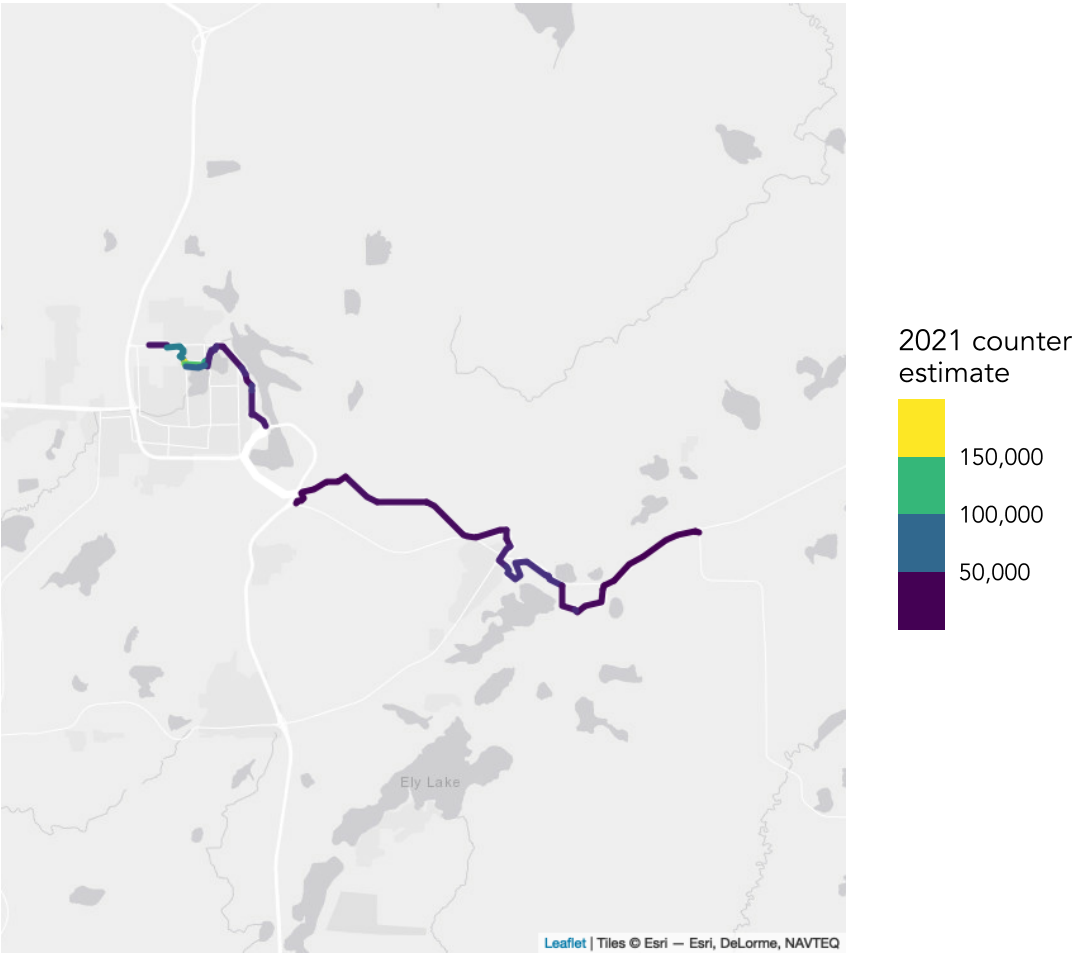 2021 counter
estimate
150,000
100,000
50,000
Ely Lake
Leaflet | Tiles © Esri — Esri, DeLorme, NAVTEQ